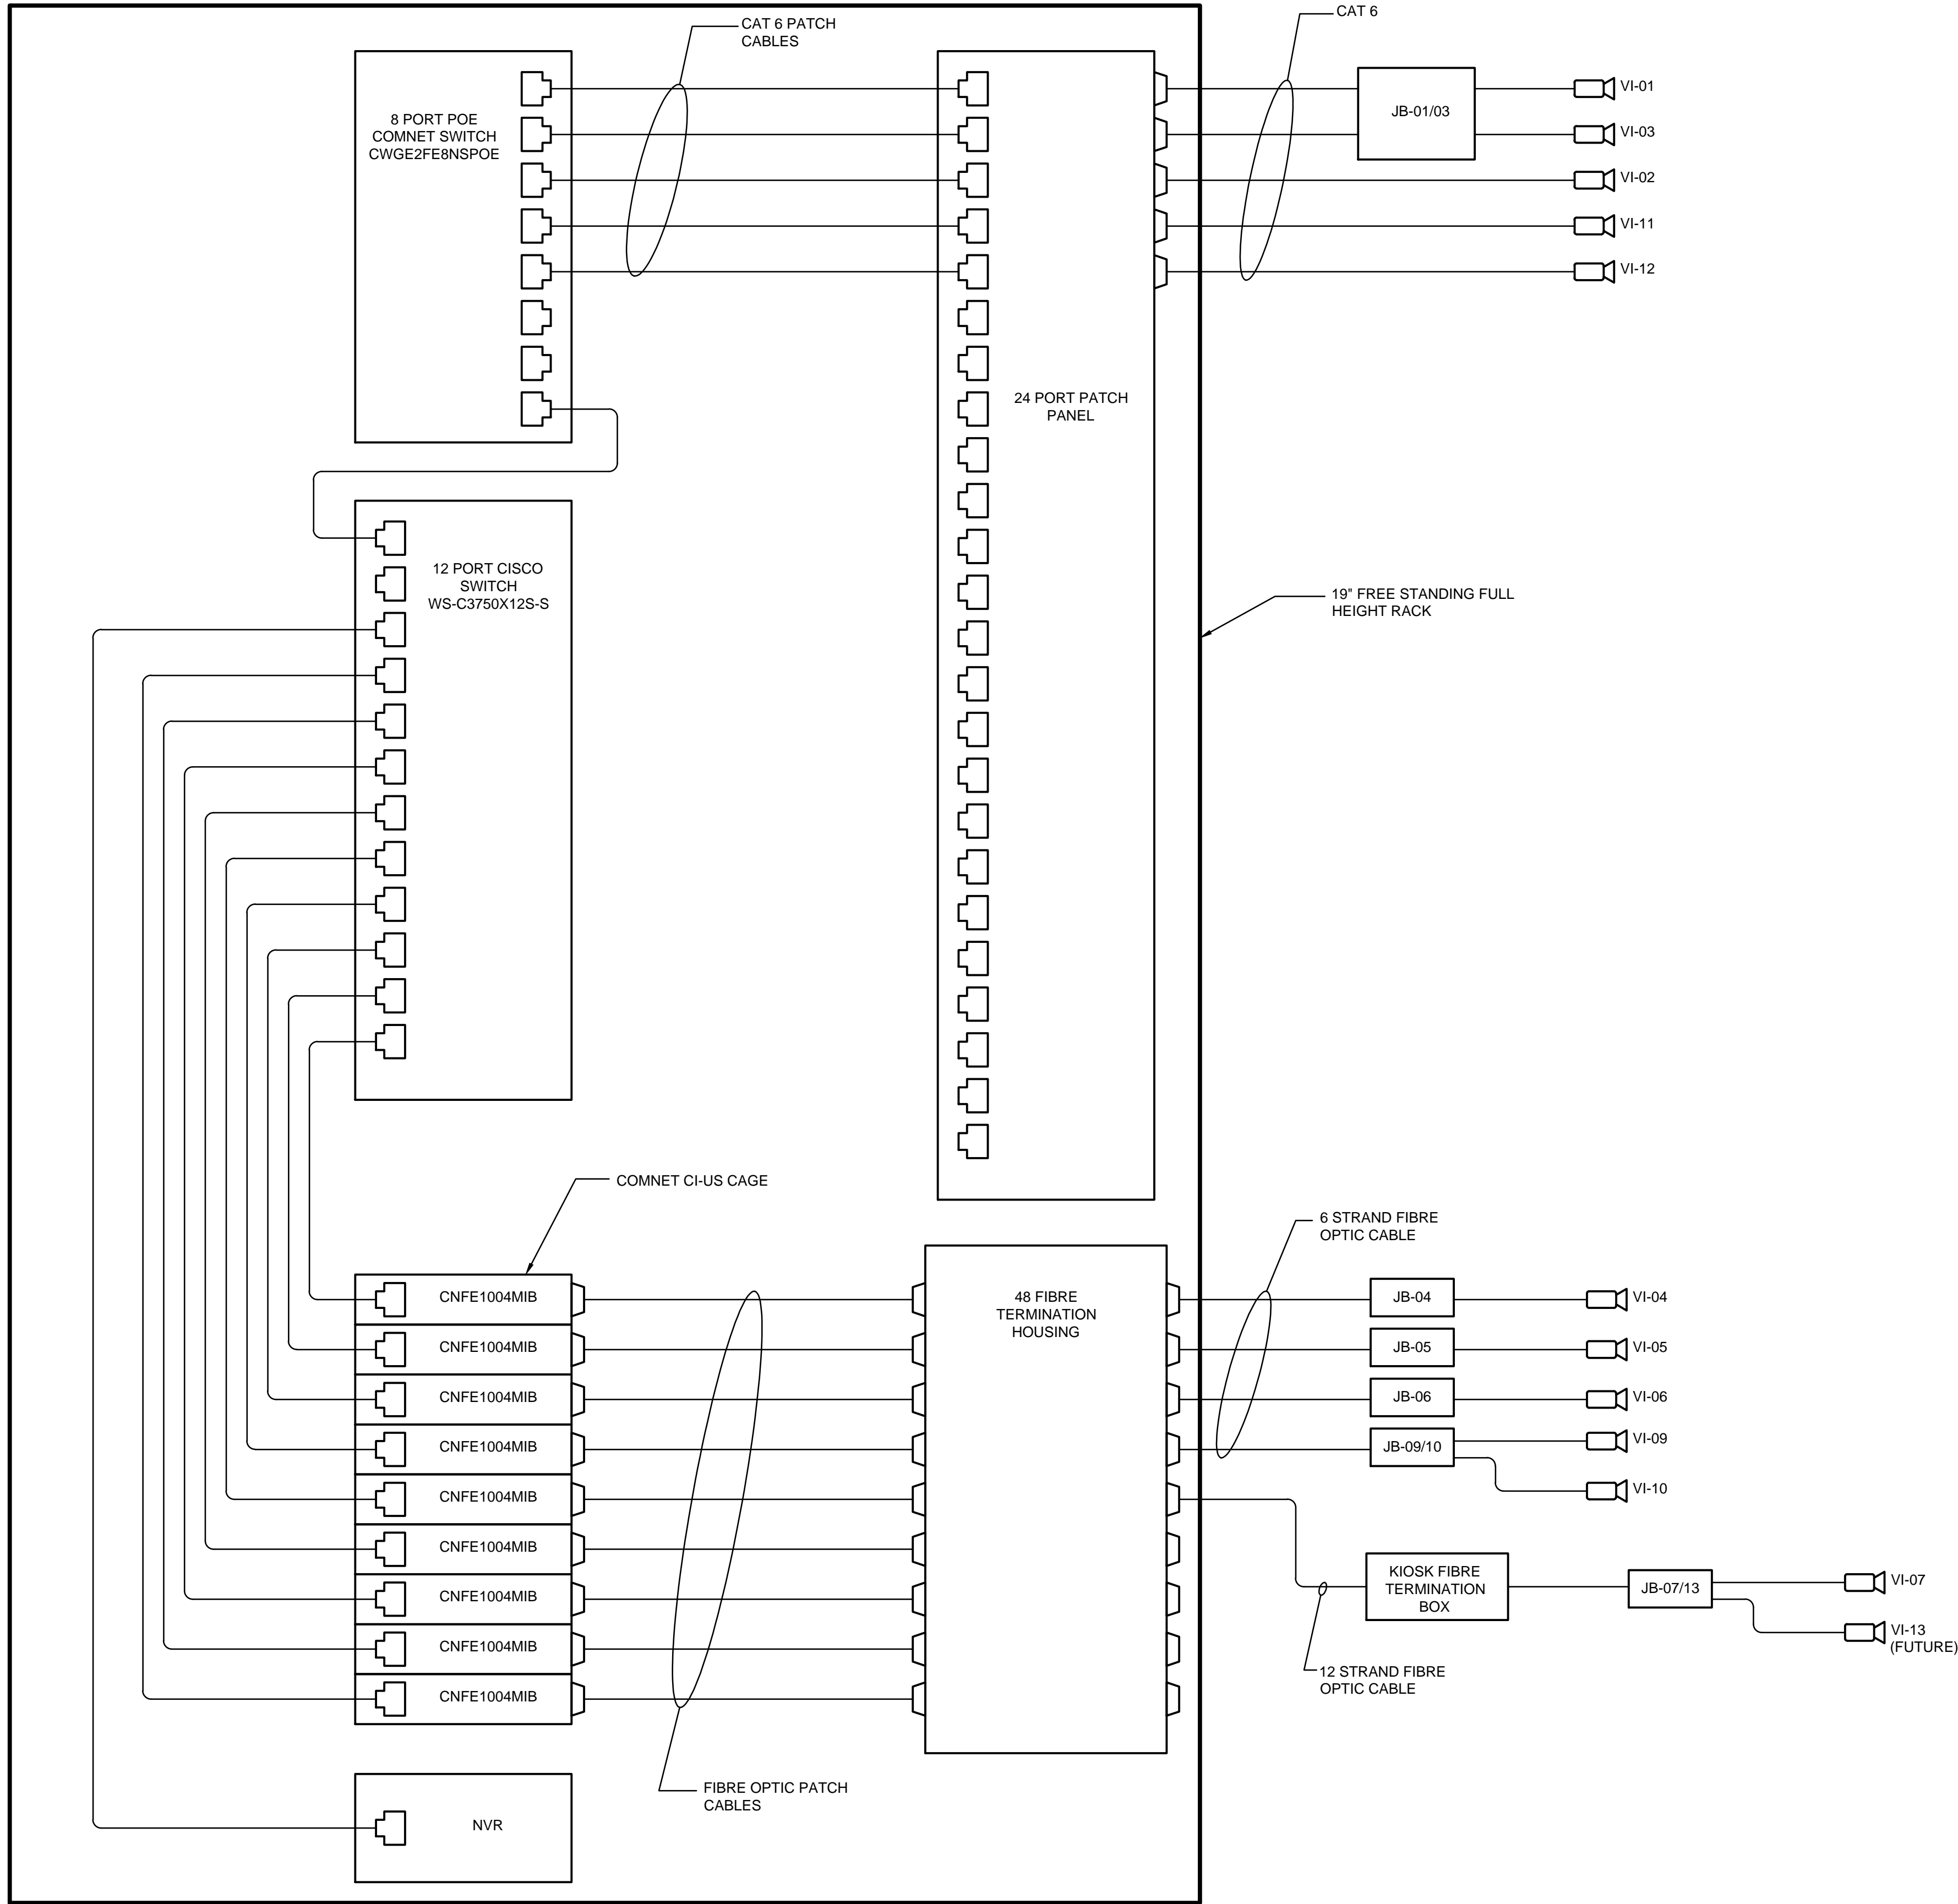 CAT 6 PATCH
CABLES
CAT 6
8 PORT POE
COMNET SWITCH
CWGE2FE8NSPOE
JB-01/03
VI-01
VI-03
VI-02
VI-11
VI-12
24 PORT PATCH
PANEL
12 PORT CISCO
SWITCH
WS-C3750X12S-S
19" FREE STANDING FULL
HEIGHT RACK
COMNET CI-US CAGE
6 STRAND FIBRE
OPTIC CABLE
CNFE1004MIB
CNFE1004MIB
CNFE1004MIB
CNFE1004MIB
CNFE1004MIB
CNFE1004MIB
CNFE1004MIB
CNFE1004MIB
CNFE1004MIB
48 FIBRE
TERMINATION
HOUSING
JB-04
VI-04
JB-05
VI-05
JB-06
VI-06
JB-09/10
VI-09
VI-10
KIOSK FIBRE
TERMINATION
BOX
JB-07/13
VI-07
VI-13
(FUTURE)
12 STRAND FIBRE
OPTIC CABLE
FIBRE OPTIC PATCH
CABLES
NVR